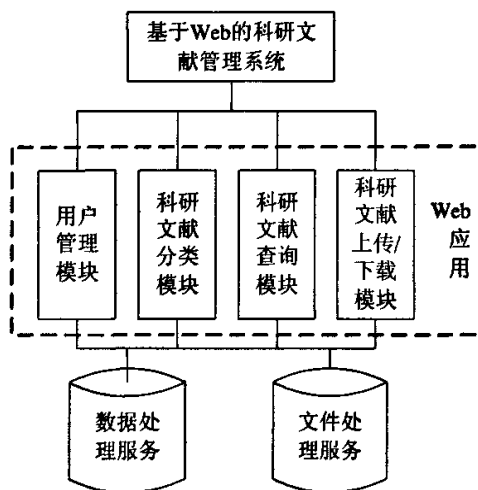 基于Web的科研文
献管理系统
用户
管理
模块
科研
文献
分类
模块
科研
文献
查询
模块
科研
文献
上传/
下载
模块
Web
应
用
数据处
理服务
文件处
理服务